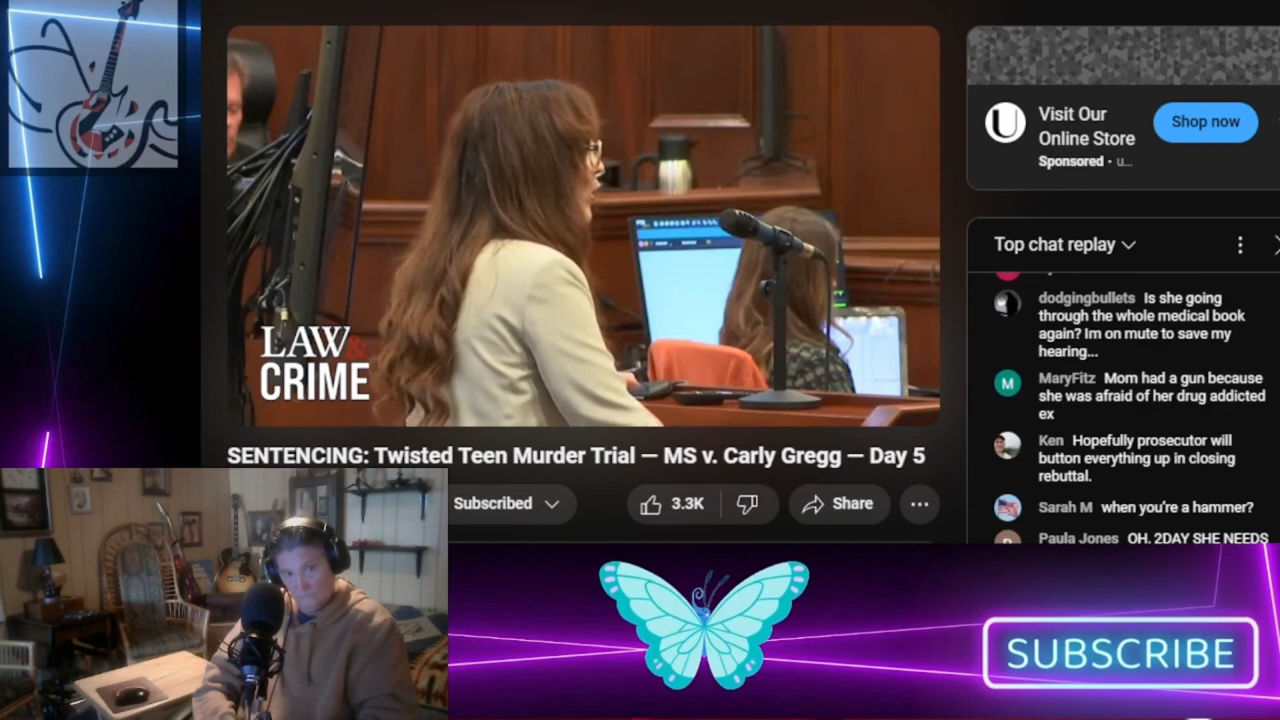 LAW&
CRIME
SENTENCING: Twisted Teen Murder Trial — MS v. Carly Gregg — Day 5
Subscribed
3.3K
Share
Visit Our
Online Store
Sponsored · u...
Shop now
Top chat replay
dodgingbullets Is she going
through the whole medical book
again? Im on mute to save my
hearing...
M
MaryFitz Mom had a gun because
she was afraid of her drug addicted
ex
Ken Hopefully prosecutor will
button everything up in closing
rebuttal.
Sarah M when you're a hammer?
Paula Jones OH, 2DAY SHE NEEDS
SUBSCRIBE